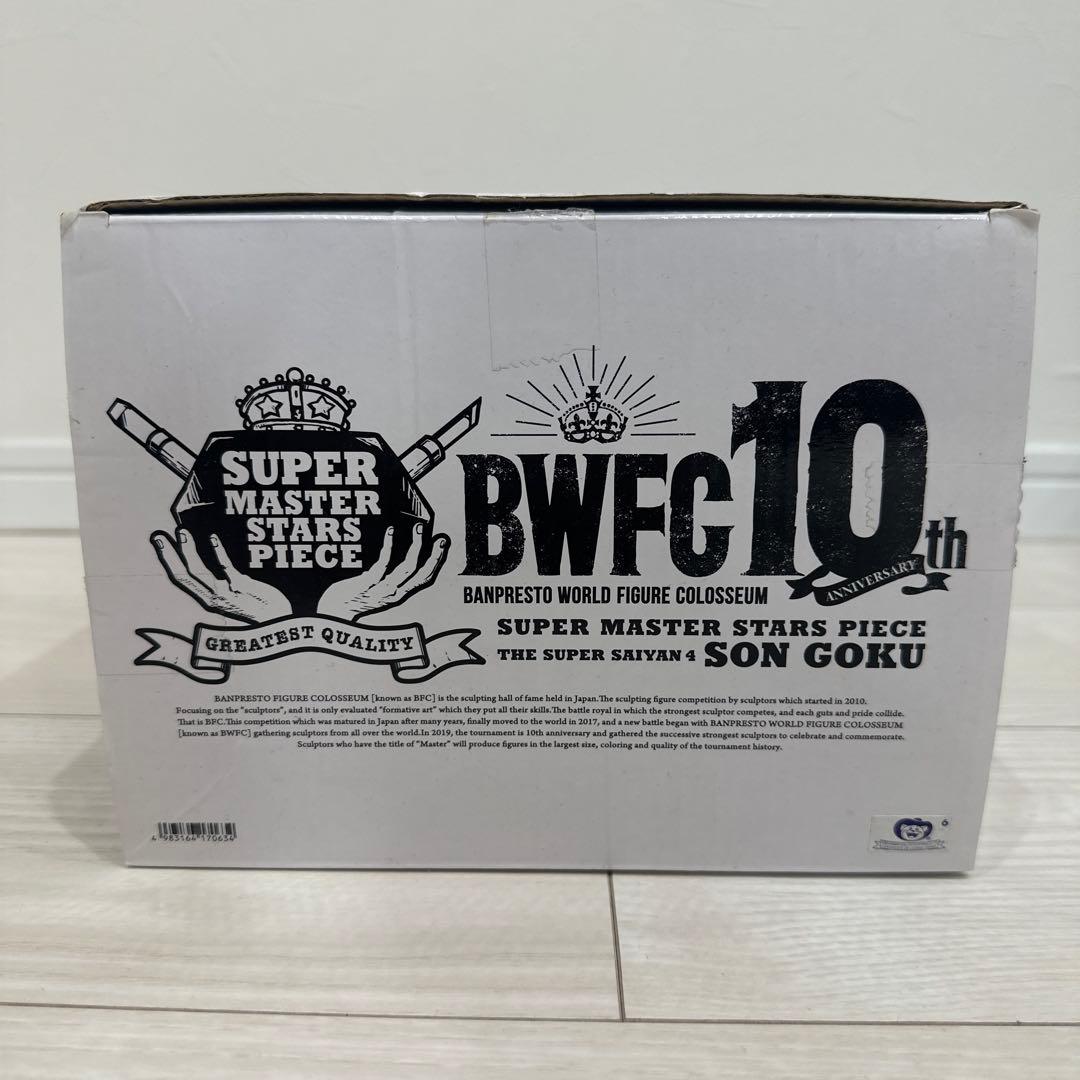 SUPER
MASTER
STARS
PIECE
GREATEST QUALITY
BWFC10th
ANNIVERSARY
BANPRESTO WORLD FIGURE COLOSSEUM
SUPER MASTER STARS PIECE
THE SUPER SAIYAN 4 SON GOKU
BANPRESTO FIGURE COLOSSEUM [known as BFC] is the sculpting hall of fame held in Japan.The sculpting figure competition by sculptors which started in 2010.
Focusing on the "sculptors", and it is only evaluated "formative art" which they put all their skills.The battle royal in which the strongest sculptor competes, and each guts and pride collide.
That is BFC.This competition which was matured in Japan after many years, finally moved to the world in 2017, and a new battle began with BANPRESTO WORLD FIGURE COLOSSEUM
[known as BWFC] gathering sculptors from all over the world.In 2019, the tournament is 10th anniversary and gathered the successive strongest sculptors to celebrate and commemorate.
Sculptors who have the title of "Master" will produce figures in the largest size, coloring and quality of the tournament history.
4 983164 170634
6